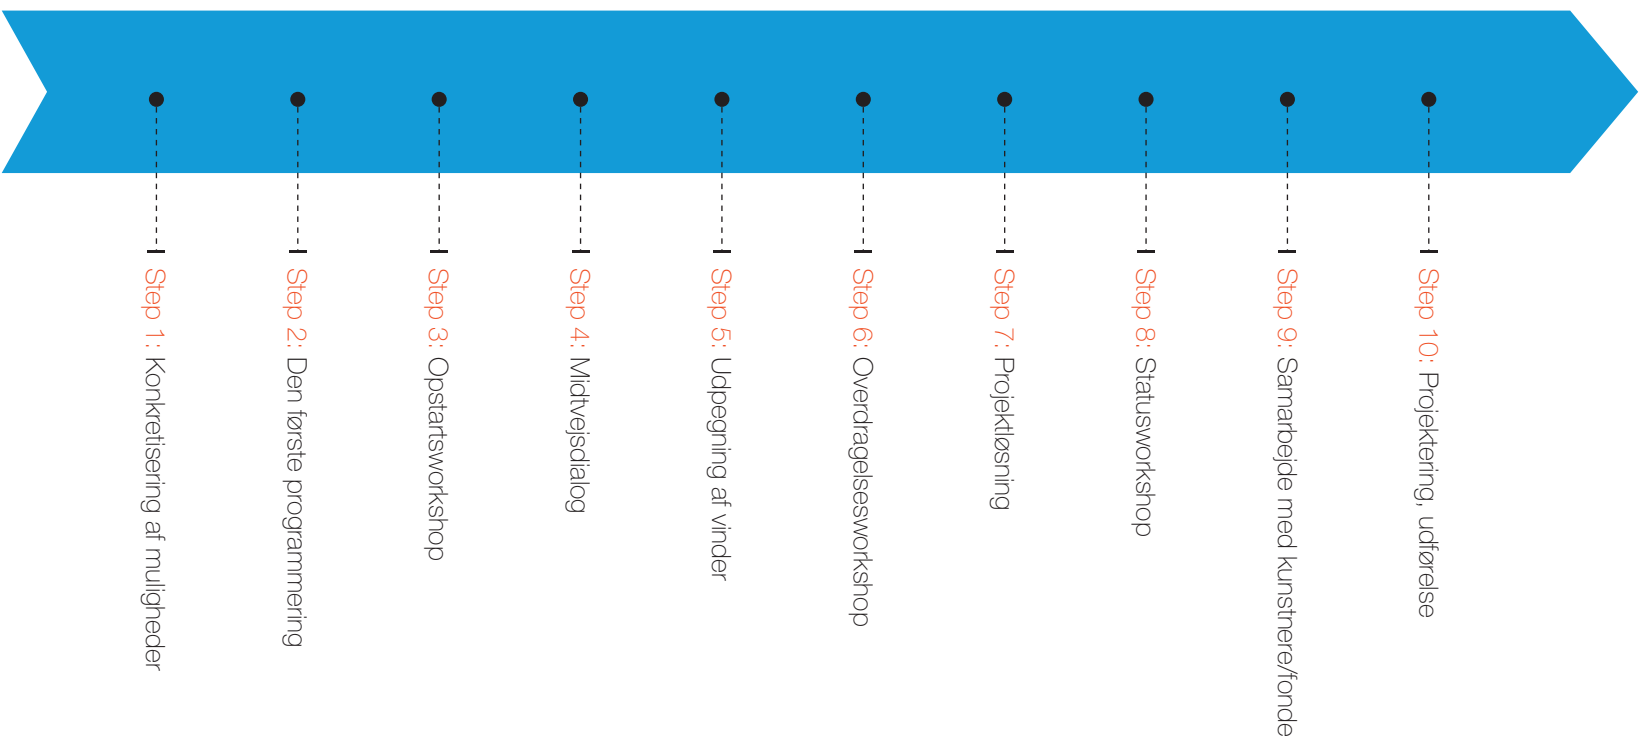 Step 1: Konkretisering af muligheder
Step 2: Den første programmering
Step 3: Opstartsworkshop
Step 4: Midtvejsdialog
Step 5: Udpegning af vinder
Step 6: Overdragelsesworkshop
Step 7: Projektløsning
Step 8: Statusworkshop
Step 9: Samarbejde med kunstnere/fonde
Step 10: Projektering, udførelse